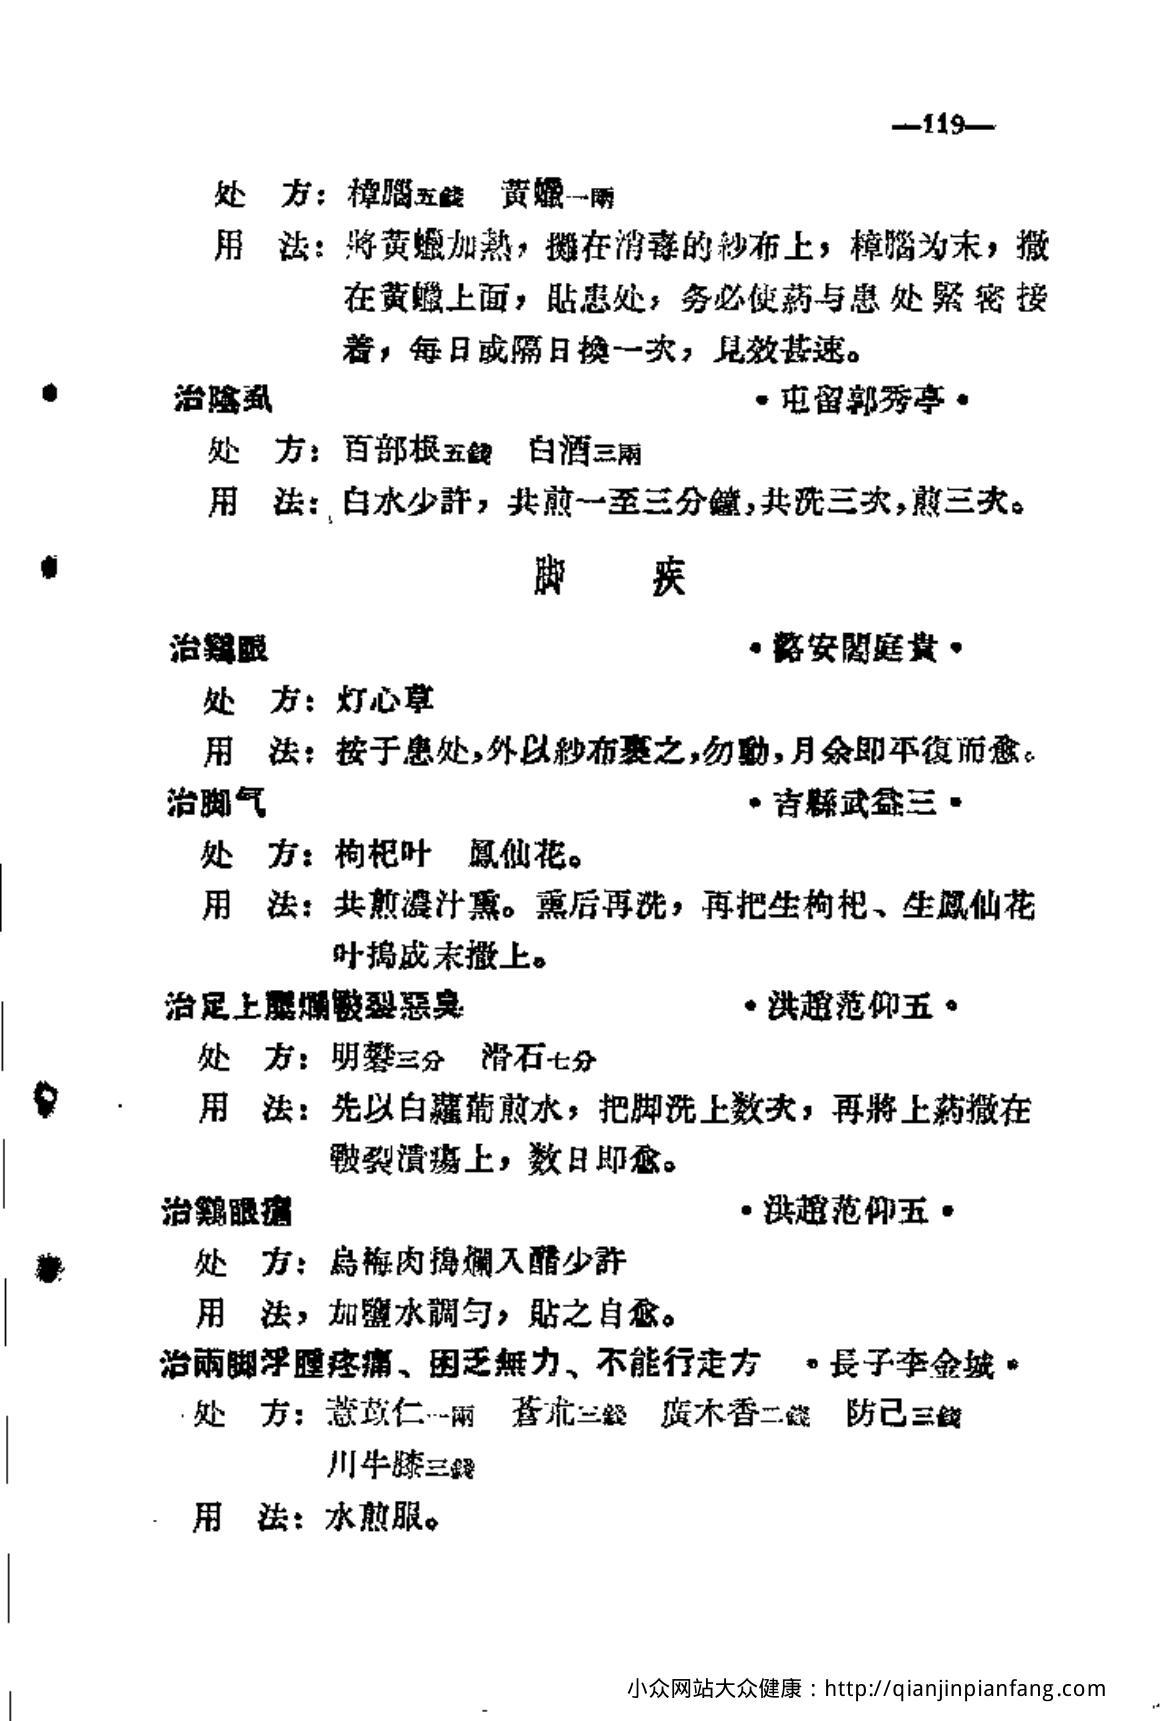 —119—
处 方：樟腦五錢 黃蠟一兩
用 法：將黃蠟加熱，攤在消毒的紗布上，樟腦为末，撒
在黃蠟上面，貼患处，务必使葯与患处緊密接
着，每日或隔日換一次，見效甚速。
治陰虱 •屯留郭秀亭•
处 方：百部根五錢 白酒三兩
用 法：白水少許，共煎一至三分鐘，共洗三次，煎三次。
脚 疾
治鷄眼 •潞安閻庭貴•
处 方：灯心草
用 法：按于患处，外以紗布裹之，勿動，月余即平復而愈。
治脚气 •吉縣武益三•
处 方：枸杞叶 鳳仙花。
用 法：共煎濃汁熏。熏后再洗，再把生枸杞、生鳳仙花
叶搗成末撒上。
治足上壓爛皸裂惡臭 •洪趙范仰五•
处 方：明礬三分 滑石七分
用 法：先以白蘿葡煎水，把脚洗上数次，再將上葯撒在
皸裂潰瘍上，数日即愈。
治鷄眼瘡 •洪趙范仰五•
处 方：烏梅肉搗爛入醋少許
用 法，加鹽水調匀，貼之自愈。
治兩脚浮腫疼痛、困乏無力、不能行走方 •長子李金城•
处 方：薏苡仁一兩 蒼朮三錢 廣木香二錢 防己三錢
川牛膝三錢
用 法：水煎服。
小众网站大众健康：http://qianjinpianfang.com